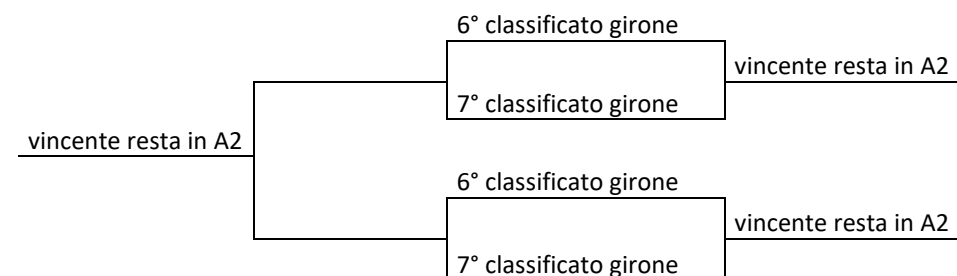 6° classificato girone
vincente resta in A2
7° classificato girone
vincente resta in A2
6° classificato girone
vincente resta in A2
7° classificato girone